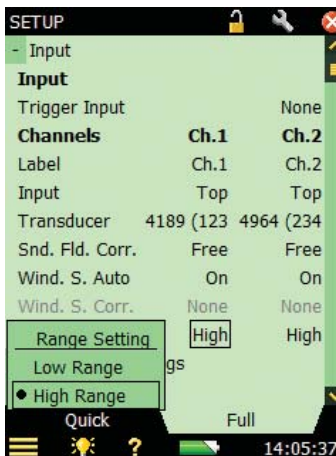 SETUP
- Input
Input
Trigger Input None
Channels Ch.1 Ch.2
Label Ch.1 Ch.2
Input Top Top
Transducer 4189 (123 4964 (234
Snd. Fld. Corr. Free Free
Wind. S. Auto On On
Wind. S. Corr. None None
Range Setting High High
Low Range gs
High Range
Quick Full
? 14:05:37